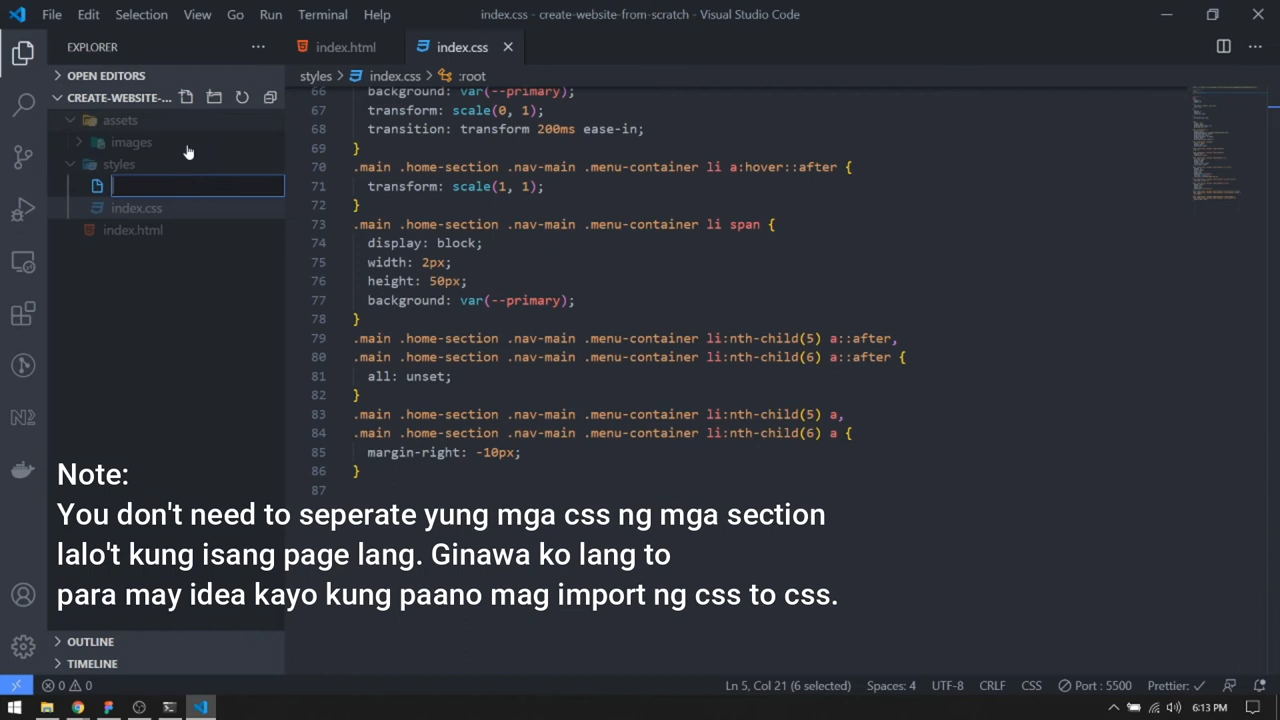 File Edit Selection View Go Run Terminal Help
index.css - create-website-from-scratch - Visual Studio Code
EXPLORER
index.html
index.css
OPEN EDITORS
styles > index.css > :root
CREATE-WEBSITE-...
assets
images
styles
index.css
index.html
66 background: var(--primary);
67 transform: scale(0, 1);
68 transition: transform 200ms ease-in;
69 }
70 .main .home-section .nav-main .menu-container li a:hover::after {
71 transform: scale(1, 1);
72 }
73 .main .home-section .nav-main .menu-container li span {
74 display: block;
75 width: 2px;
76 height: 50px;
77 background: var(--primary);
78 }
79 .main .home-section .nav-main .menu-container li:nth-child(5) a::after,
80 .main .home-section .nav-main .menu-container li:nth-child(6) a::after {
81 all: unset;
82 }
83 .main .home-section .nav-main .menu-container li:nth-child(5) a,
84 .main .home-section .nav-main .menu-container li:nth-child(6) a {
85 margin-right: -10px;
86 }
87
Note:
You don't need to seperate yung mga css ng mga section
lalo't kung isang page lang. Ginawa ko lang to
para may idea kayo kung paano mag import ng css to css.
OUTLINE
TIMELINE
0 0
Ln 5, Col 21 (6 selected) Spaces: 4 UTF-8 CRLF CSS Port : 5500 Prettier: ✓
6:13 PM